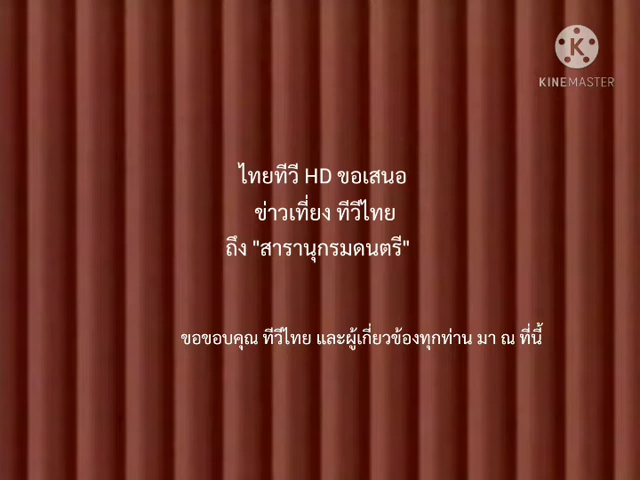 KINEMASTER
ไทยทีวี HD ขอเสนอ
ข่าวเที่ยง ทีวีไทย
ถึง "สารานุกรมดนตรี"
ขอขอบคุณ ทีวีไทย และผู้เกี่ยวข้องทุกท่าน มา ณ ที่นี้